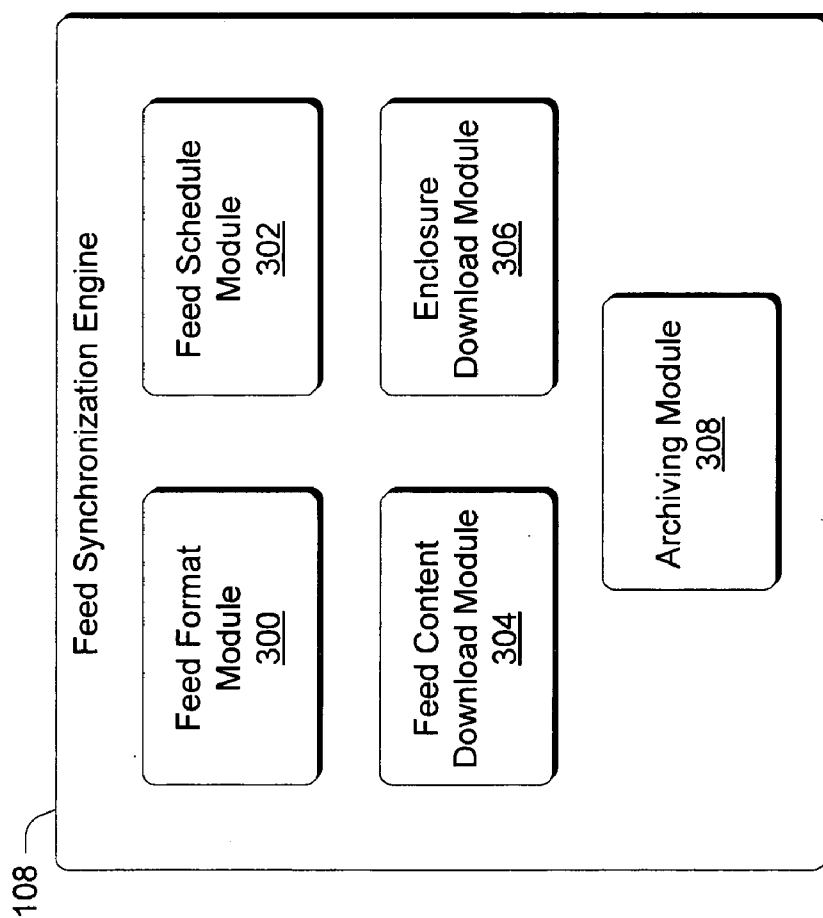 108
Feed Synchronization Engine
Feed Format
Module
300
Feed Schedule
Module
302
Feed Content
Download Module
304
Enclosure
Download Module
306
Archiving Module
308